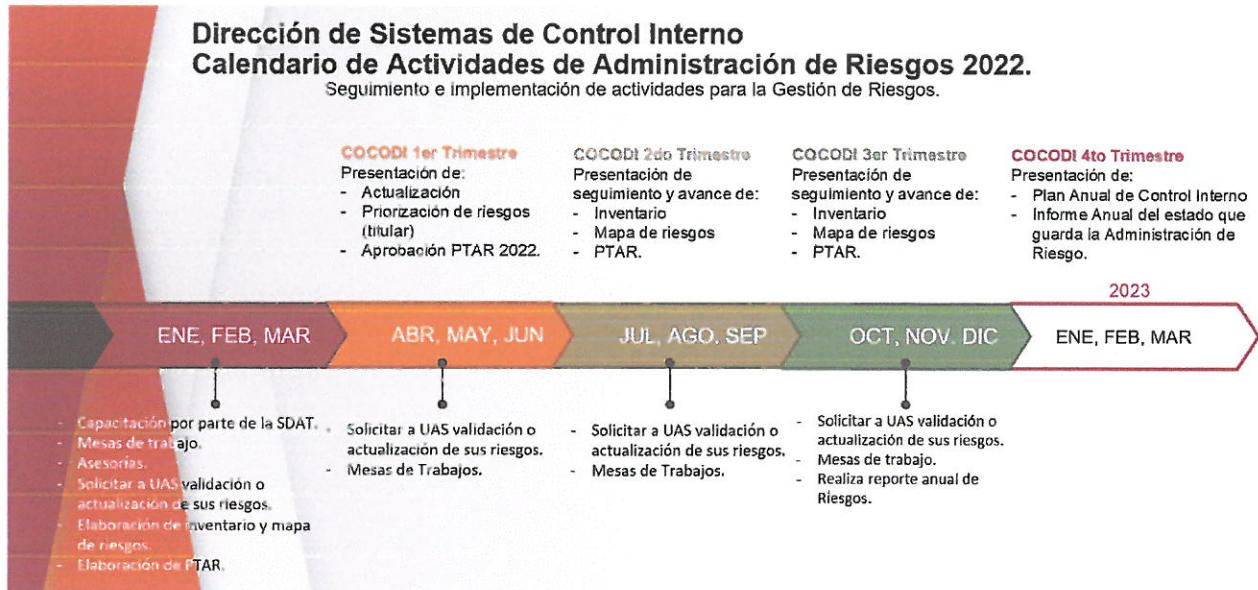 Dirección de Sistemas de Control Interno
Calendario de Actividades de Administración de Riesgos 2022.
Seguimiento e implementación de actividades para la Gestión de Riesgos.
COCODI 1er Trimestre
Presentación de:
- Actualización
- Priorización de riesgos
(titular)
- Aprobación PTAR 2022.
COCODI 2do Trimestre
Presentación de
seguimiento y avance de:
- Inventario
- Mapa de riesgos
- PTAR.
COCODI 3er Trimestre
Presentación de
seguimiento y avance de:
- Inventario
- Mapa de riesgos
- PTAR.
COCODI 4to Trimestre
Presentación de:
- Plan Anual de Control Interno
- Informe Anual del estado que
guarda la Administración de
Riesgo.
2023
ENE, FEB, MAR
ABR, MAY, JUN
JUL, AGO, SEP
OCT, NOV. DIC
ENE, FEB, MAR
- Capacitación por parte de la SDAT.
- Mesas de trabajo.
- Asesorías.
- Solicitar a UAS validación o
actualización de sus riesgos.
- Elaboración de inventario y mapa
de riesgos.
- Elaboración de PTAR.
- Solicitar a UAS validación o
actualización de sus riesgos.
- Mesas de Trabajos.
- Solicitar a UAS validación o
actualización de sus riesgos.
- Mesas de Trabajos.
- Solicitar a UAS validación o
actualización de sus riesgos.
- Mesas de trabajo.
- Realiza reporte anual de
Riesgos.